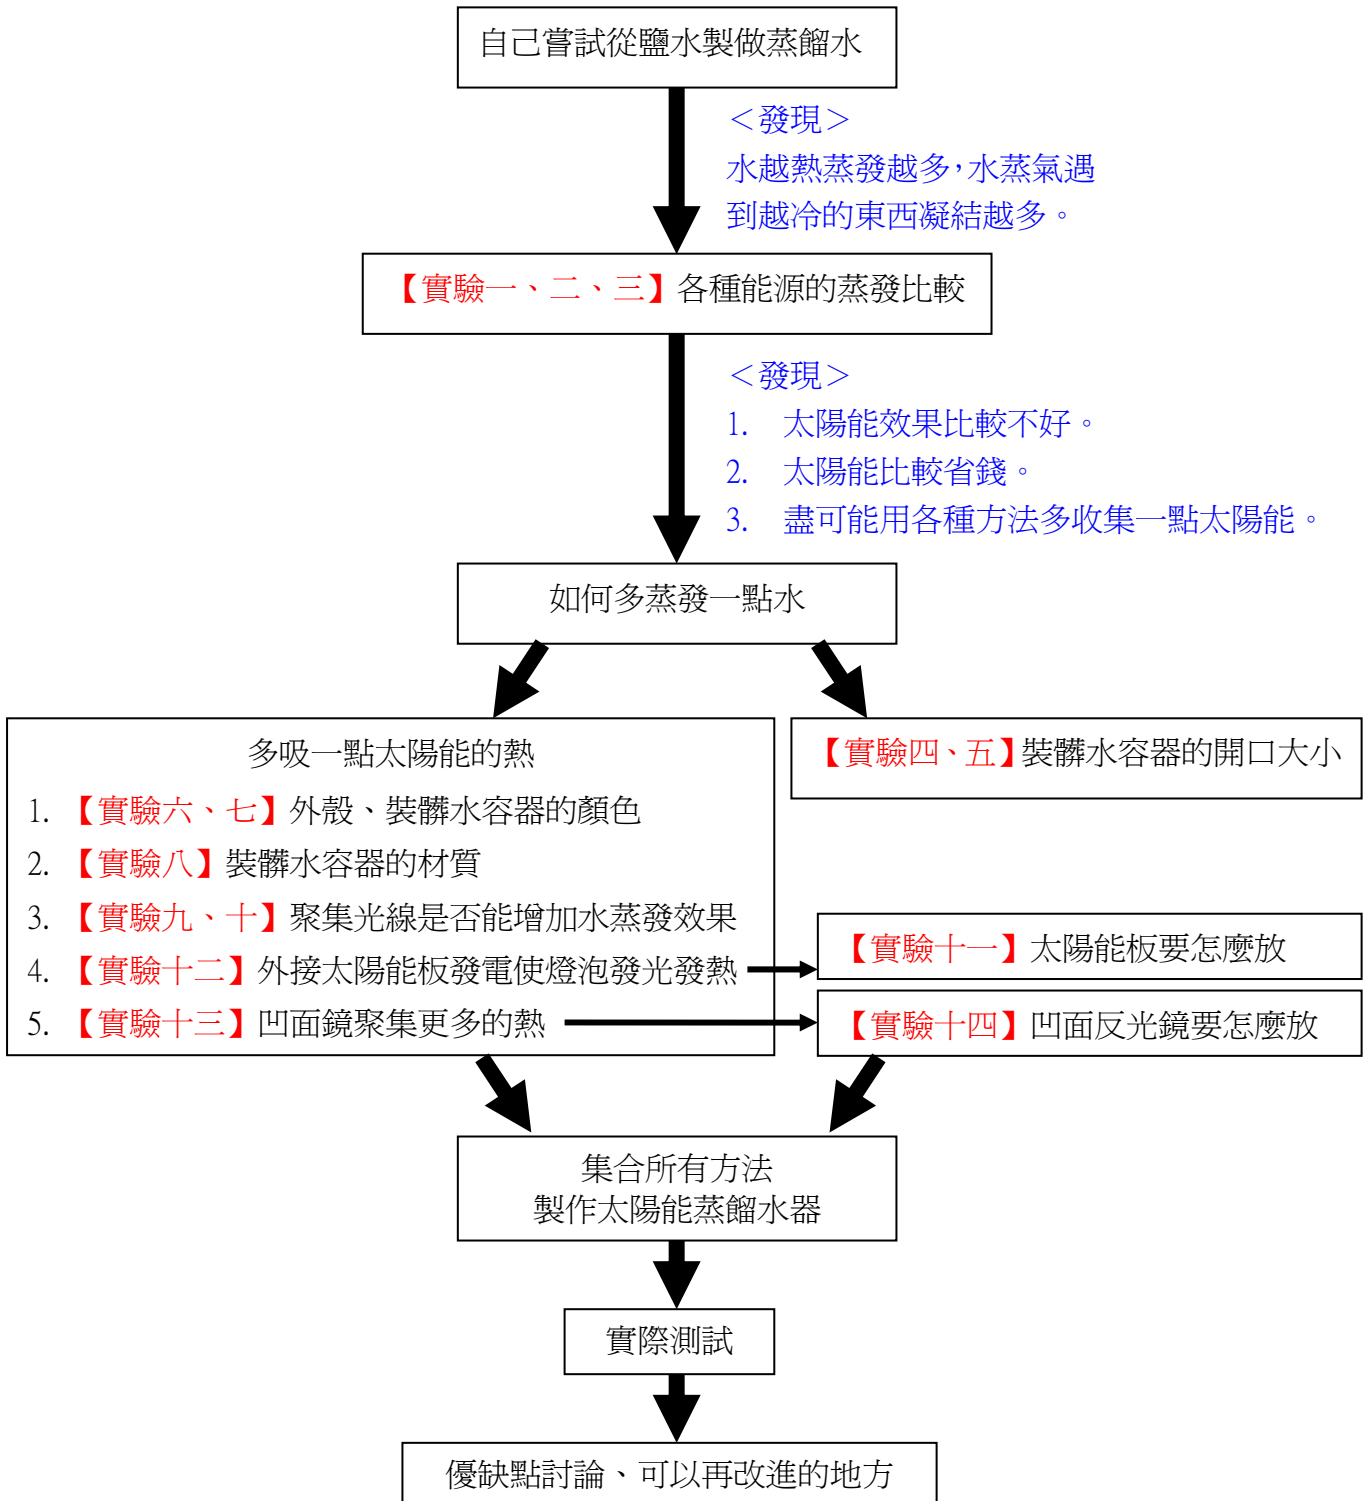 自己嘗試從鹽水製做蒸餾水
＜發現＞
水越熱蒸發越多，水蒸氣遇
到越冷的東西凝結越多。
【實驗一、二、三】各種能源的蒸發比較
＜發現＞
1. 太陽能效果比較不好。
2. 太陽能比較省錢。
3. 盡可能用各種方法多收集一點太陽能。
如何多蒸發一點水
多吸一點太陽能的熱
1. 【實驗六、七】外殼、裝髒水容器的顏色
2. 【實驗八】裝髒水容器的材質
3. 【實驗九、十】聚集光線是否能增加水蒸發效果
4. 【實驗十二】外接太陽能板發電使燈泡發光發熱
5. 【實驗十三】凹面鏡聚集更多的熱
【實驗四、五】裝髒水容器的開口大小
【實驗十一】太陽能板要怎麼放
【實驗十四】凹面反光鏡要怎麼放
集合所有方法
製作太陽能蒸餾水器
實際測試
優缺點討論、可以再改進的地方